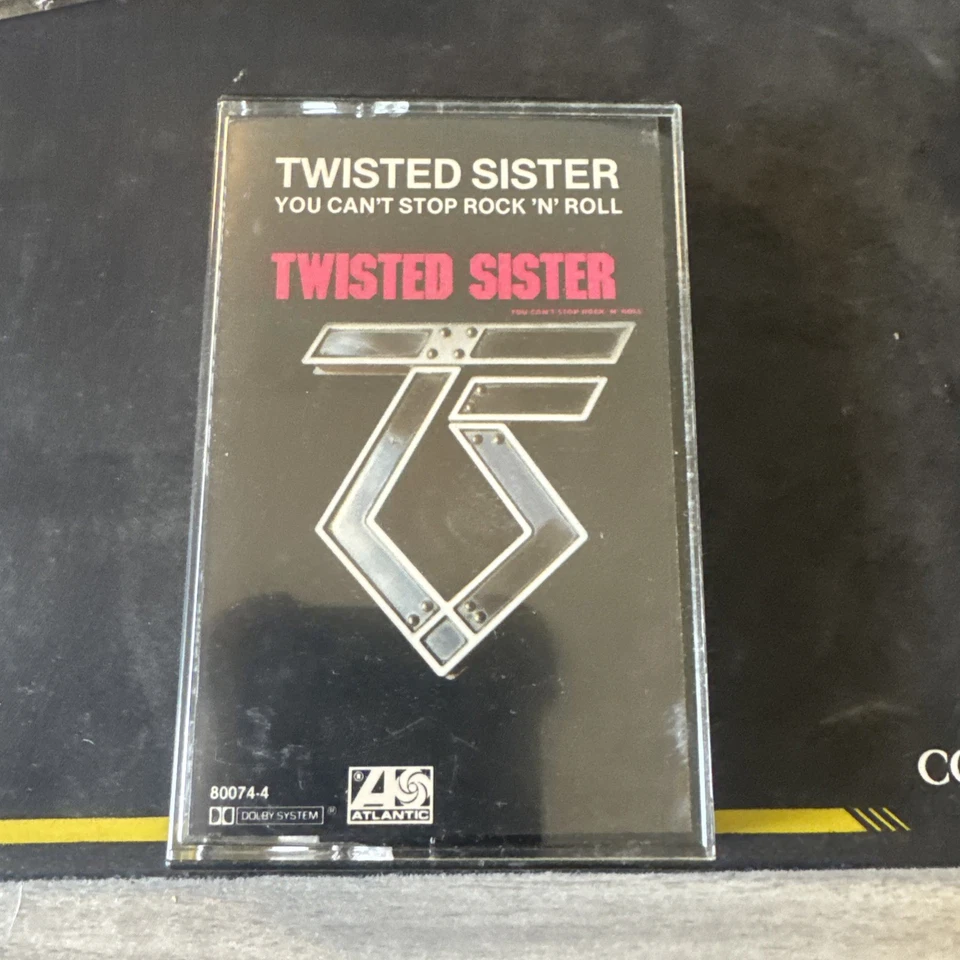 TWISTED SISTER
YOU CAN'T STOP ROCK 'N' ROLL
TWISTED SISTER
YOU CAN'T STOP ROCK 'N' ROLL
80074-4
DOLBY SYSTEM ®
® ATLANTIC
CO